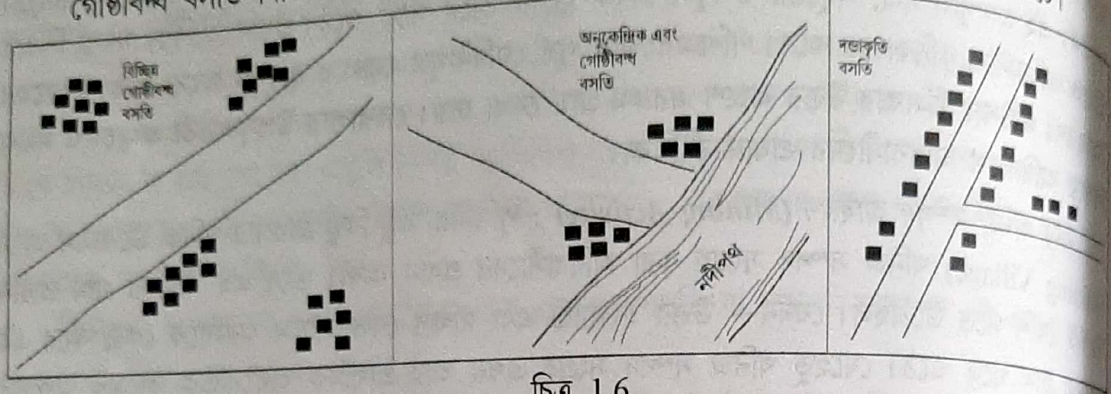 গোষ্ঠীবদ্ধ বসতি
বিচ্ছিন্ন
গোষ্ঠীবদ্ধ
বসতি
অনুকেন্দ্রিক এবং
গোষ্ঠীবদ্ধ
বসতি
দণ্ডাকৃতি
বসতি
নদীপথ
চিত্র 1.6